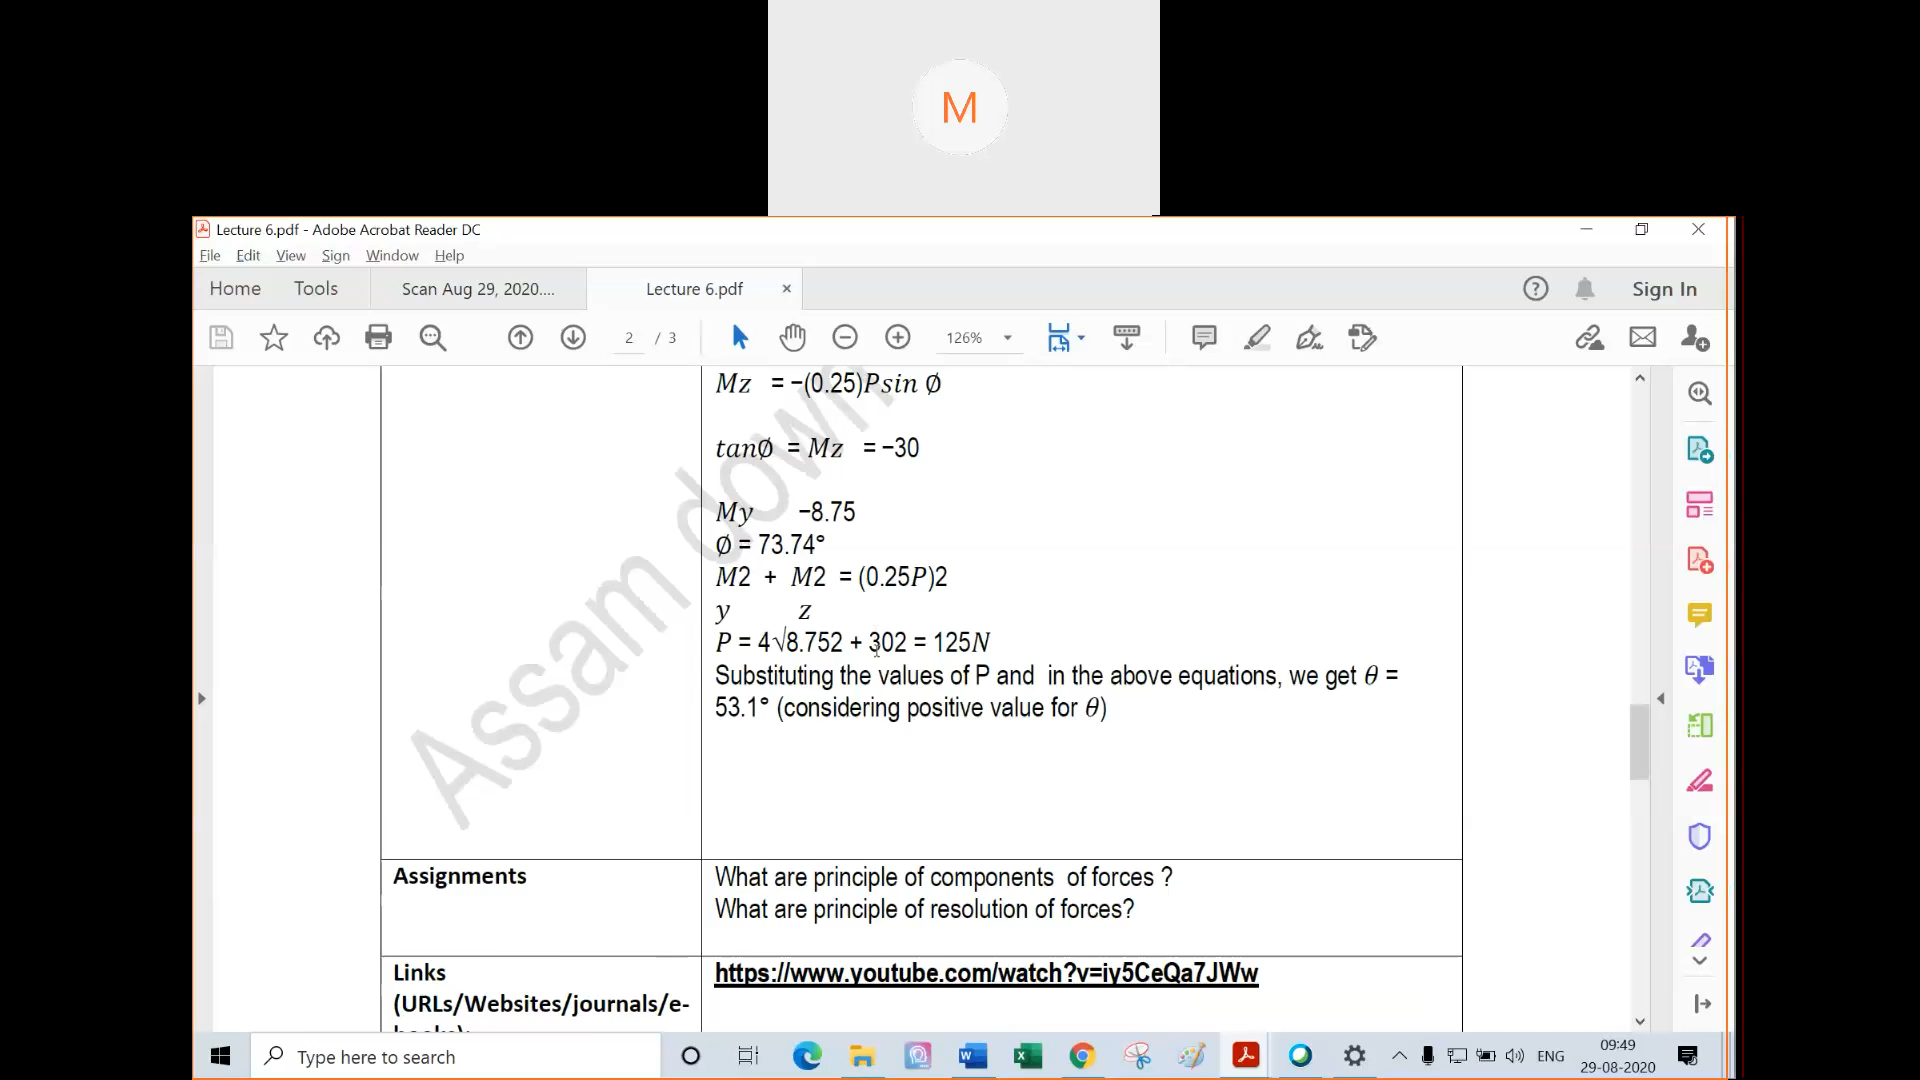 M
Lecture 6.pdf - Adobe Acrobat Reader DC
File Edit View Window Help
Home Tools Scan Aug 29, 2020.... Lecture 6.pdf × Sign In
2 / 3 126%
Mz = −(0.25)Psin ∅
tan∅ = Mz = −30
My −8.75
∅ = 73.74°
M2 + M2 = (0.25P)2
y z
P = 4√8.752 + 302 = 125N
Substituting the values of P and in the above equations, we get θ =
53.1° (considering positive value for θ)
Assam down
Assignments
What are principle of components of forces ?
What are principle of resolution of forces?
Links
(URLs/Websites/journals/e-
https://www.youtube.com/watch?v=iy5CeQa7JWw
Type here to search
ENG
09:49
29-08-2020